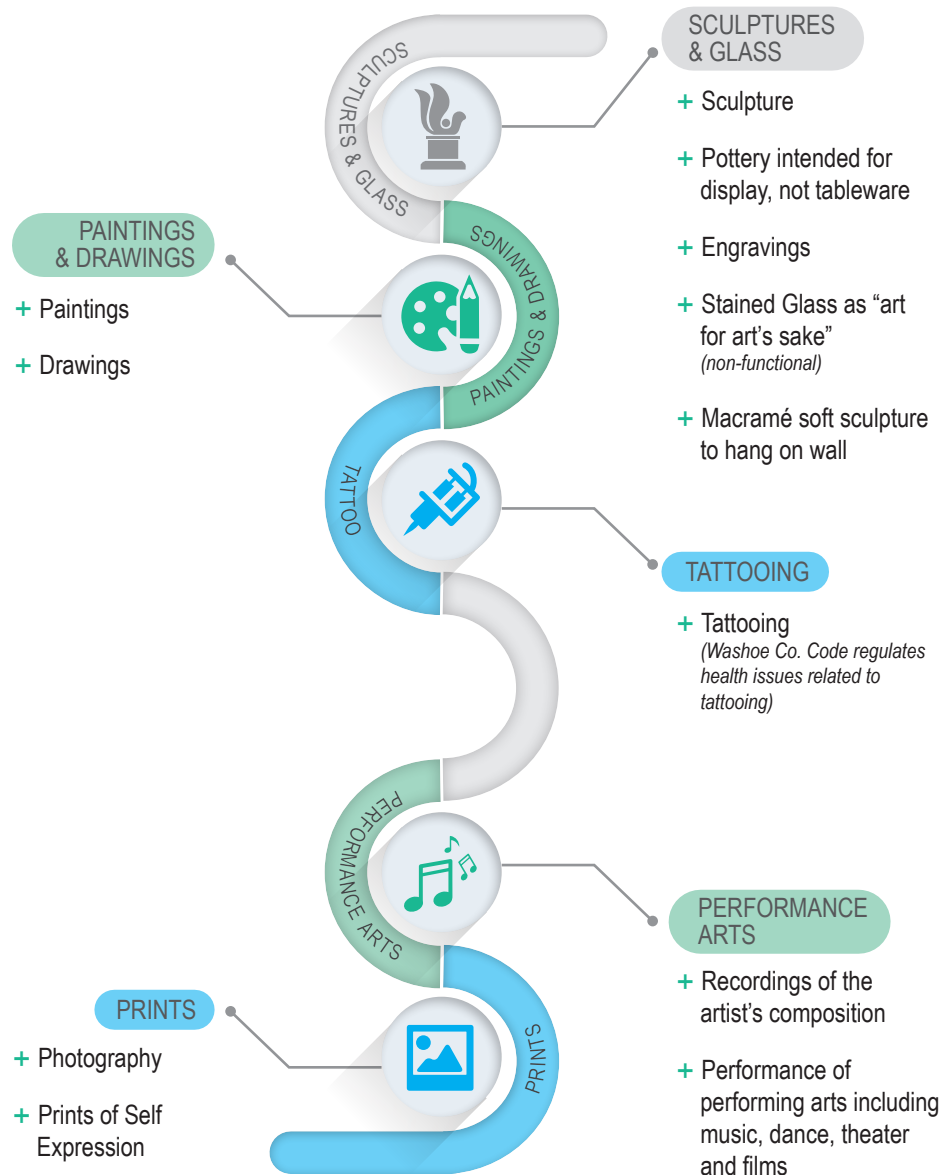 SCULPTURES & GLASS
SCULPTURES
& GLASS
+ Sculpture
+ Pottery intended for
display, not tableware
+ Engravings
+ Stained Glass as “art
for art’s sake”
(non-functional)
+ Macramé soft sculpture
to hang on wall
PAINTINGS & DRAWINGS
PAINTINGS
& DRAWINGS
+ Paintings
+ Drawings
TATTOO
TATTOOING
+ Tattooing
(Washoe Co. Code regulates
health issues related to
tattooing)
PERFORMANCE ARTS
PERFORMANCE
ARTS
+ Recordings of the
artist’s composition
+ Performance of
performing arts including
music, dance, theater
and films
PRINTS
PRINTS
+ Photography
+ Prints of Self
Expression